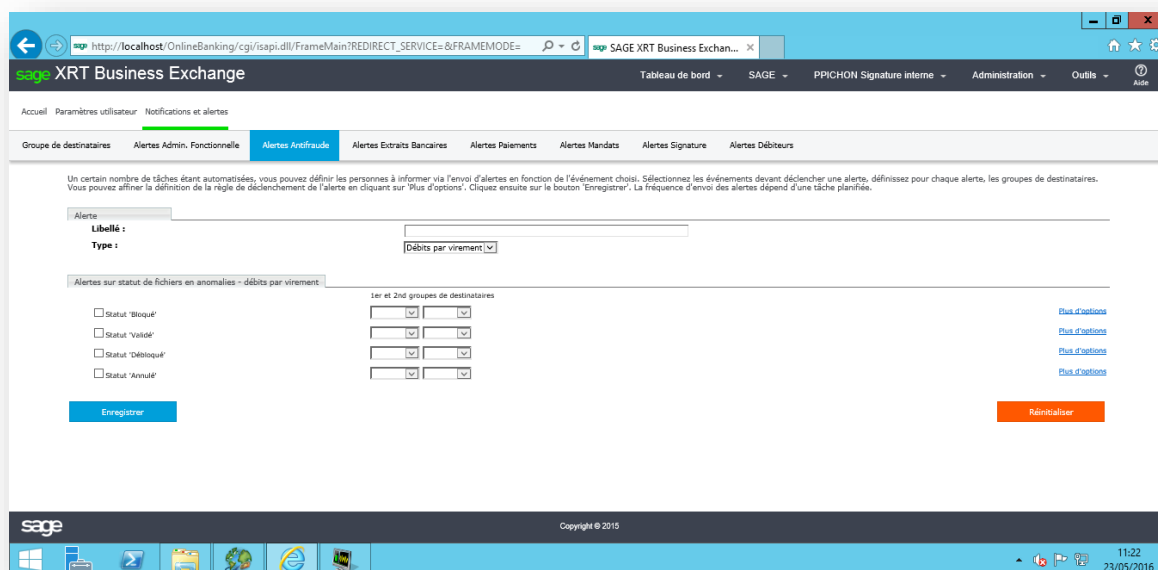 http://localhost/OnlineBanking/cgi/isapi.dll/FrameMain?REDIRECT_SERVICE=&FRAMEMODE=
sage SAGE XRT Business Exchan...
sage XRT Business Exchange
Tableau de bord SAGE PPICHON Signature interne Administration Outils Aide
Accueil Paramètres utilisateur Notifications et alertes
Groupe de destinataires Alertes Admin. Fonctionnelle Alertes Antifraude Alertes Extraits Bancaires Alertes Paiements Alertes Mandats Alertes Signature Alertes Débiteurs
Un certain nombre de tâches étant automatisées, vous pouvez définir les personnes à informer via l'envoi d'alertes en fonction de l'événement choisi. Sélectionnez les événements devant déclencher une alerte, définissez pour chaque alerte, les groupes de destinataires.
Vous pouvez affiner la définition de la règle de déclenchement de l'alerte en cliquant sur 'Plus d'options'. Cliquez ensuite sur le bouton 'Enregistrer'. La fréquence d'envoi des alertes dépend d'une tâche planifiée.
Alerte
Libellé :
Type : Débits par virement
Alertes sur statut de fichiers en anomalies - débits par virement
1er et 2nd groupes de destinataires
Statut 'Bloqué' Plus d'options
Statut 'Validé' Plus d'options
Statut 'Débloqué' Plus d'options
Statut 'Annulé' Plus d'options
Enregistrer Réinitialiser
sage Copyright © 2015
11:22
23/05/2016